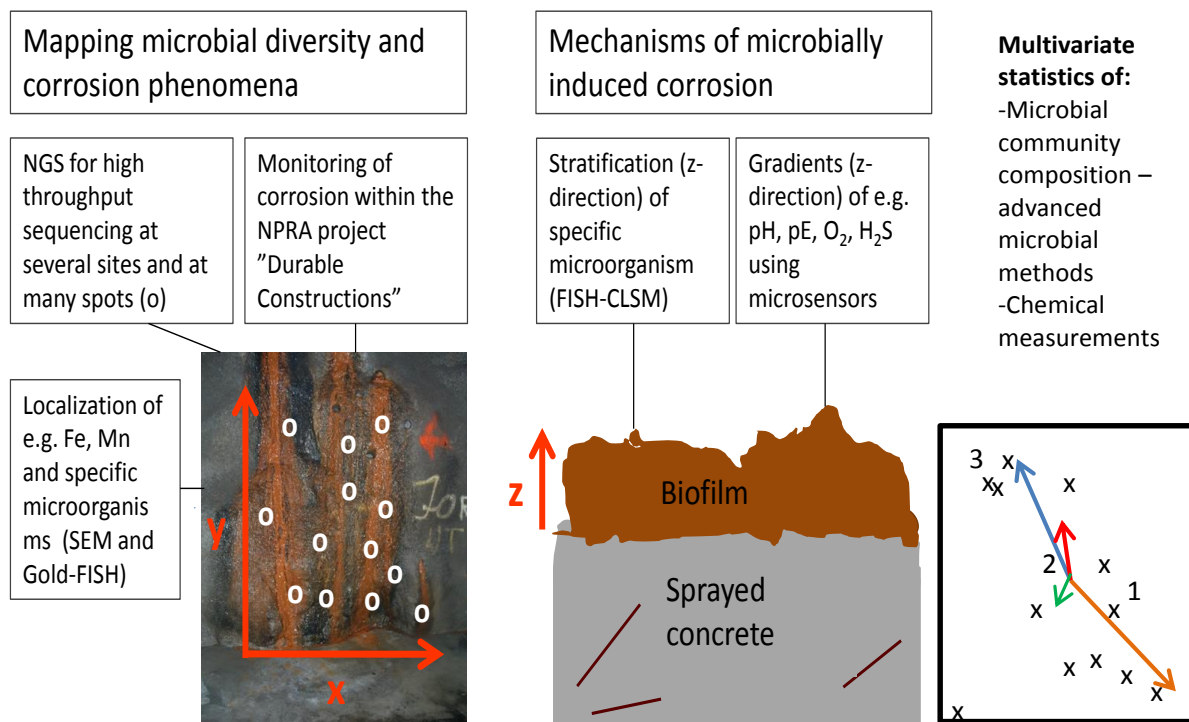 Mapping microbial diversity and
corrosion phenomena
Mechanisms of microbially
induced corrosion
Multivariate
statistics of:
-Microbial
community
composition –
advanced
microbial
methods
-Chemical
measurements
NGS for high
throughput
sequencing at
several sites and at
many spots (o)
Monitoring of
corrosion within the
NPRA project
”Durable
Constructions”
Stratification (z-
direction) of
specific
microorganism
(FISH-CLSM)
Gradients (z-
direction) of e.g.
pH, pE, O₂, H₂S
using
microsensors
Localization of
e.g. Fe, Mn
and specific
microorganis
ms (SEM and
Gold-FISH)
o o
o
o
o o
o o
o
o o o o
y
x
FOR
UT
z
Biofilm
Sprayed
concrete
3 x
x x x
2 x 1
x x
x x x x
x